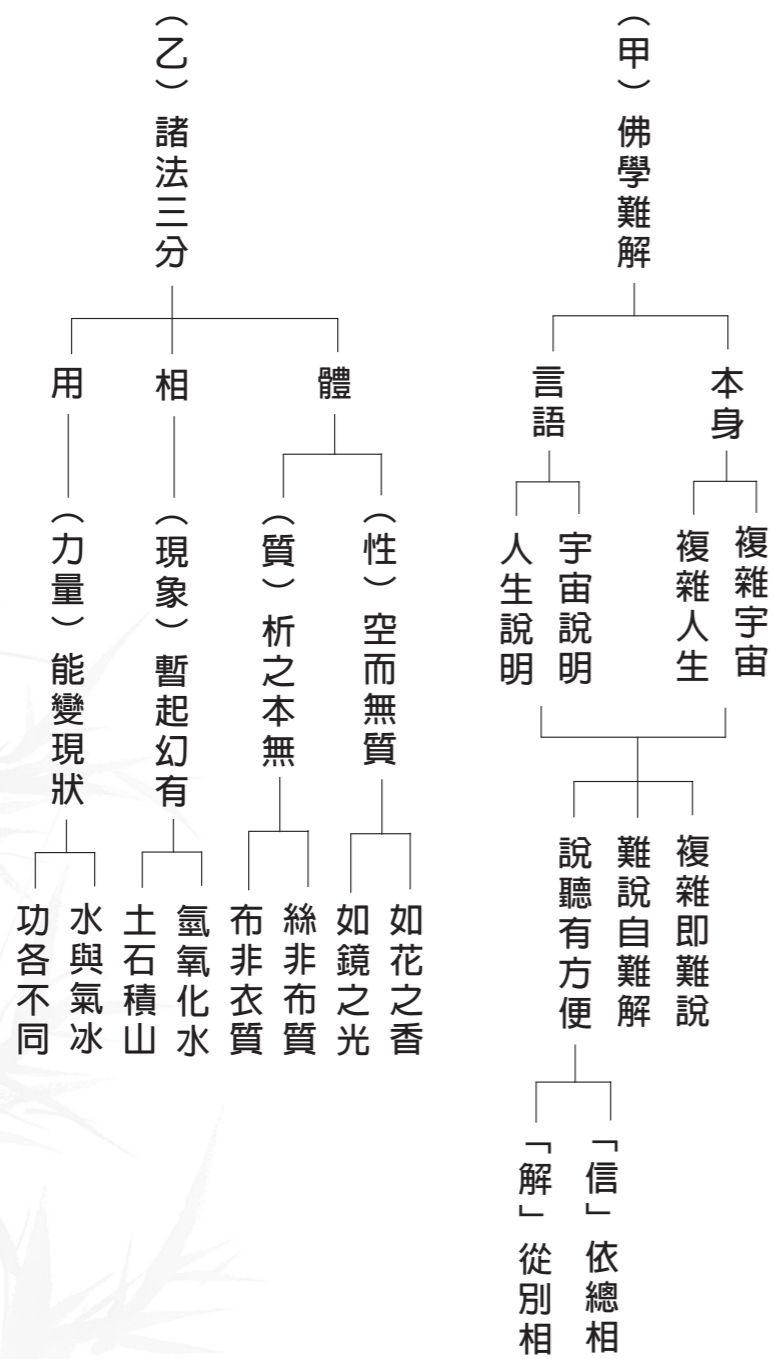 （甲）佛學難解
本身
複雜宇宙
複雜人生
言語
宇宙說明
人生說明
複雜即難說
難說自難解
說聽有方便
「信」依總相
「解」從別相
（乙）諸法三分
體
（性）空而無質
如花之香
如鏡之光
（質）析之本無
絲非布質
布非衣質
相
（現象）暫起幻有
氫氧化水
土石積山
用
（力量）能變現狀
水與氣冰
功各不同